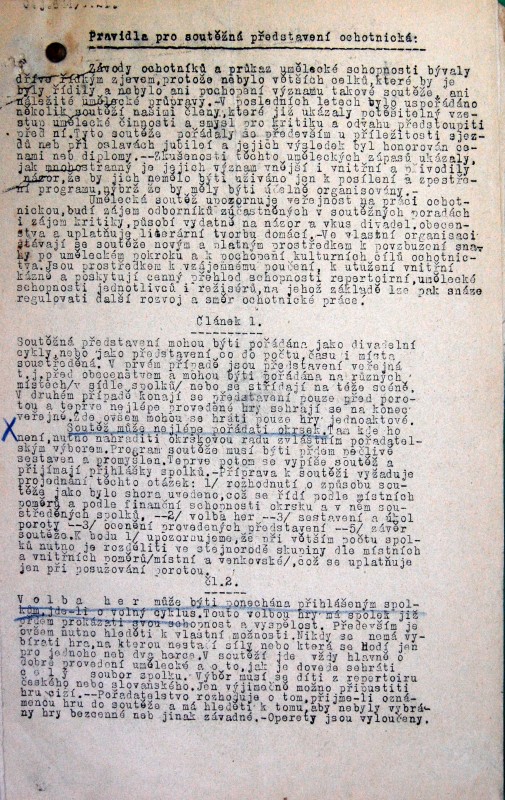 Pravidla pro soutěžná představení ochotnická:
Závody ochotníků a průkaz umělecké schopnosti bývaly
dříve řídkým zjevem,protože nebylo větších celků,které by je
byly řídily a nebylo ani pochopení významu takové soutěže ani
náležité umělecké průpravy.-V posledních letech bylo uspořádáno
několik soutěží našimi členy,které již ukázaly potěšitelný vze-
stup umělecké činnosti a smysl pro kritiku a odvahu předstoupiti
před ni.Tyto soutěže pořádaly se především u příležitosti sjez-
dů neb při oslavách jubileí a jejich výsledek byl honorován ce-
nami neb diplomy.--Zkušenosti těchto uměleckých zápasů ukázaly,
jak mnohostranný je jejich význam vnější i vnitřní a přivodily
názor,že by jich nemělo býti užíváno jen k posílení a zpestře-
ní programu,nýbrž že by měly býti účelně organisovány.-
Umělecká soutěž upozorňuje veřejnost na práci ochot-
nickou,budí zájem odborníků zúčastněných v soutěžných poradách
i zájem kritiky,působí vydatně na názor a vkus divadel.obecen-
stva a uplatňuje literární tvorbu domácí.-Ve vlastní organisaci
stávají se soutěže novým a platným prostředkem k povzbuzení sna-
hy po uměleckém pokroku a k pochopení kulturních cílů ochotnic-
tva.Jsou prostředkem k vzájemnému poučení, k utužení vnitřní
kázně a poskytují cenný přehled schopnosti repertoirní,umělecké
schopnosti jednotlivců i režisérů,na jehož základě lze pak snáze
regulovati další rozvoj a směr ochotnické práce.
Článek 1.
Soutěžná představení mohou býti pořádána jako divadelní
cykly,nebo jako představení co do počtu,času i místa
soustředěná. V prvém případě jsou představení veřejná
t.j.před obecenstvem a mohou býti pořádána na různých
místech/v sídle spolků/ nebo se střídají na téže scéně.
V druhém případě konají se představení pouze před poro-
tou a teprve nejlépe provedené hry sehrají se na konec
veřejně.Zde ovšem mohou se hráti pouze hry jednoaktové.
Soutěž může nejlépe pořádati okrsek.Tam kde ho
není,nutno nahraditi okrskovou radu zvláštním pořadatel-
ským výborem.Program soutěže musí býti předem pečlivě
sestaven a promyšlen.Teprve potom se vypíše soutěž a
přijímají přihlášky spolků.-Příprava k soutěži vyžaduje
projednání těchto otázek: 1/ rozhodnutí o způsobu sou-
těže jako bylo shora uvedeno,což se řídí podle místních
poměrů a podle finanční schopnosti okrsku a v něm sou-
středěných spolků, --2/ volba her --3/ sestavení a úkol
poroty --3/ ocenění provedených představení --5/ závěr
soutěže.K bodu 1/ upozorňujeme,že při větším počtu spol-
ků nutno je rozděliti ve stejnorodé skupiny dle místních
a vnitřních poměrů/místní a venkovské/,což se uplatňuje
jen při posuzování porotou.
Čl.2.
V o l b a  h e r může býti ponechána přihlášeným spol-
kům,jde-li o volný cyklus.Touto volbou hry má spolek již
předem prokázati svou schopnost a vyspělost. Především je
ovšem nutno hleděti k vlastní možnosti.Nikdy se nemá vy-
bírati hra,na kterou nestačí síly nebo která se hodí jen
pro jednoho neb dva herce.V soutěži jde vždy hlavně o
dobré provedení umělecké a o to,jak ja dovede sehráti
c e l ý  soubor spolku. Výběr musí se díti z repertoiru
českého nebo slovanského.Jen výjimečně možno připustiti
hru cizí.--Pořadatelstvo rozhoduje o tom,přijme-li ozná-
menou hru do soutěže a má hleděti k tomu,aby nebyly vybrá-
ny hry bezcenné neb jinak závadné.-Operety jsou vyloučeny.